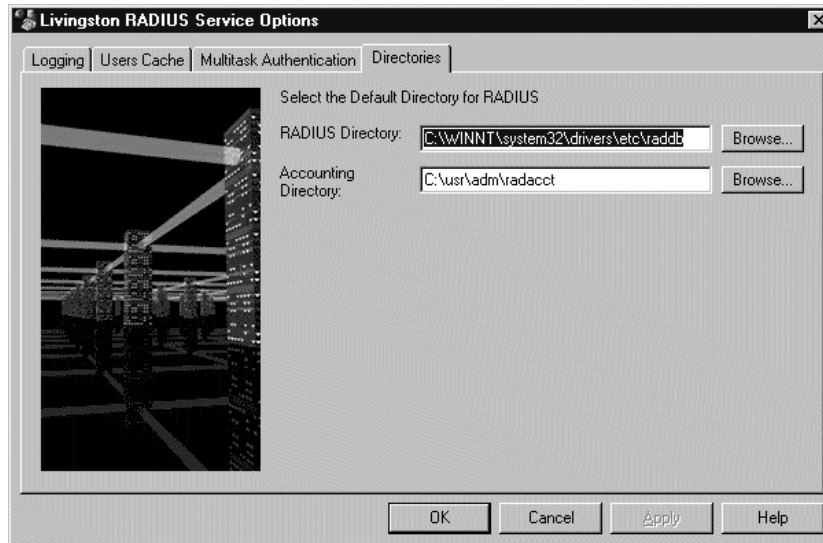 Livingston RADIUS Service Options
Logging Users Cache Multitask Authentication Directories
Select the Default Directory for RADIUS
RADIUS Directory: C:\WINNT\system32\drivers\etc\raddb Browse...
Accounting Directory: C:\usr\adm\radacct Browse...
OK Cancel Apply Help